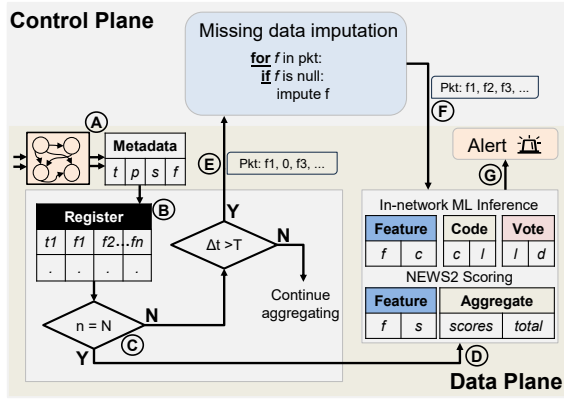 Control Plane
Missing data imputation
for f in pkt:
if f is null:
impute f
Pkt: f1, f2, f3, ...
F
A
Metadata
t p s f
E
Pkt: f1, 0, f3, ...
Alert
G
B
Register
t1 f1 f2...fn
. . . .
Y
Δt >T
N
Continue
aggregating
n = N
N
C
Y
In-network ML Inference
Feature Code Vote
f c c l l d
NEWS2 Scoring
Feature Aggregate
f s scores total
D
Data Plane